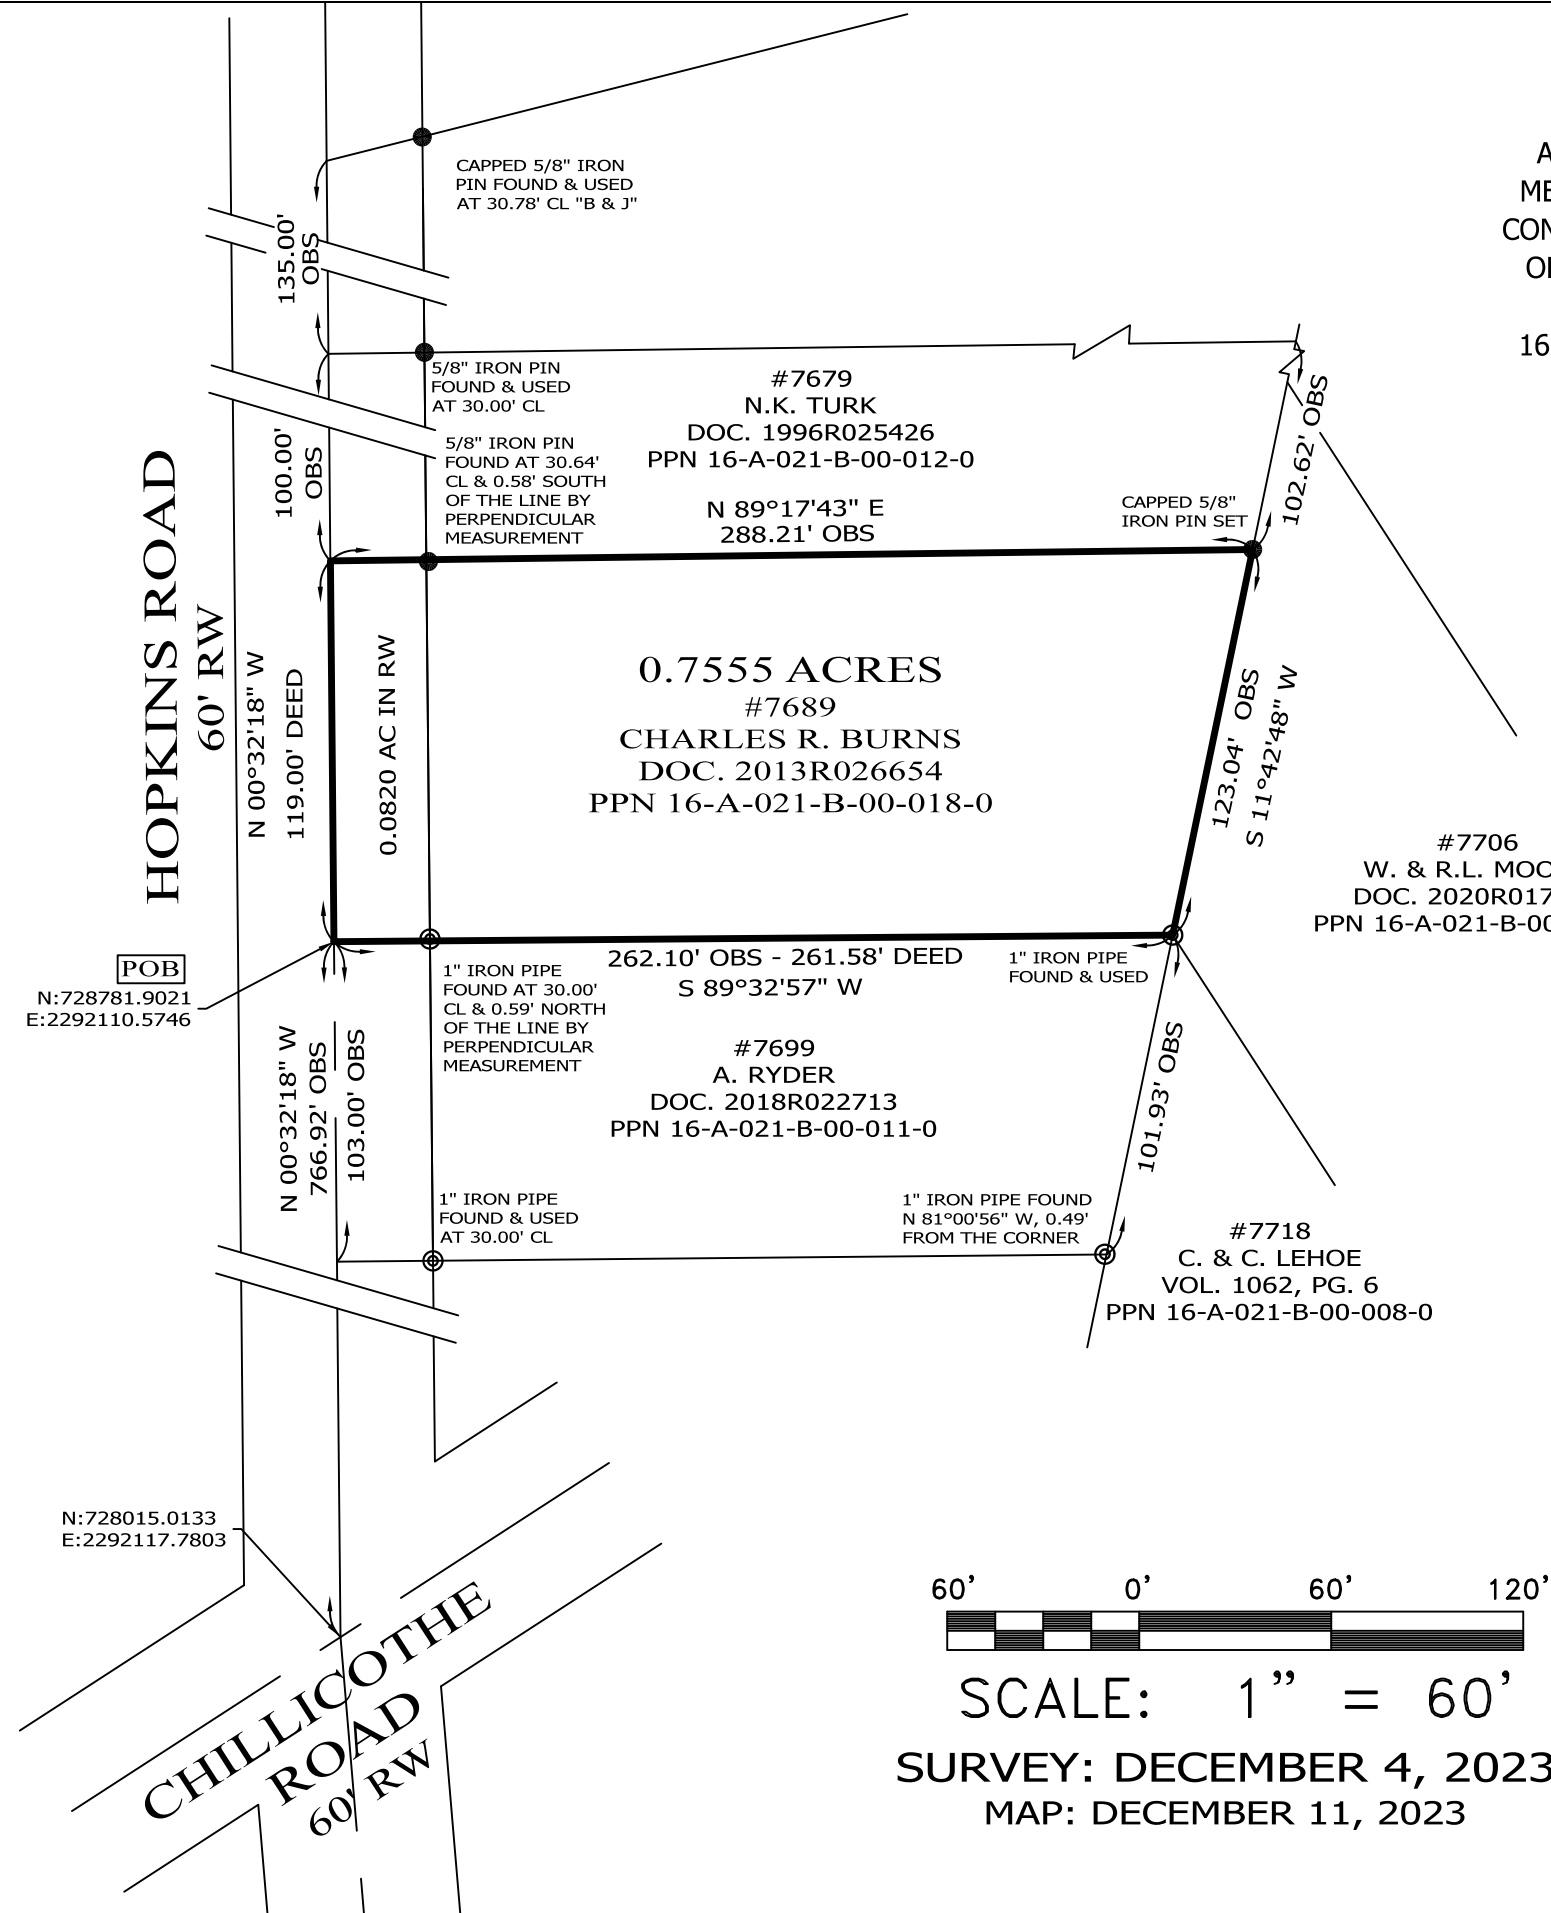 CAPPED 5/8" IRON
PIN FOUND & USED
AT 30.78' CL "B & J"
135.00'
OBS
A
ME
CON
16
5/8" IRON PIN
FOUND & USED
AT 30.00' CL
#7679
N.K. TURK
DOC. 1996R025426
PPN 16-A-021-B-00-012-0
102.62' OBS
100.00'
OBS
5/8" IRON PIN
FOUND AT 30.64'
CL & 0.58' SOUTH
OF THE LINE BY
PERPENDICULAR
MEASUREMENT
N 89°17'43" E
288.21' OBS
CAPPED 5/8"
IRON PIN SET
HOPKINS ROAD
60' RW
N 00°32'18" W
119.00' DEED
0.0820 AC IN RW
0.7555 ACRES
#7689
CHARLES R. BURNS
DOC. 2013R026654
PPN 16-A-021-B-00-018-0
123.04' OBS
S 11°42'48" W
#7706
W. & R.L. MOO
DOC. 2020R017
PPN 16-A-021-B-00
POB
N:728781.9021
E:2292110.5746
262.10' OBS - 261.58' DEED
S 89°32'57" W
1" IRON PIPE
FOUND & USED
1" IRON PIPE
FOUND AT 30.00'
CL & 0.59' NORTH
OF THE LINE BY
PERPENDICULAR
MEASUREMENT
N 00°32'18" W
766.92' OBS
103.00' OBS
#7699
A. RYDER
DOC. 2018R022713
PPN 16-A-021-B-00-011-0
101.93' OBS
1" IRON PIPE
FOUND & USED
AT 30.00' CL
1" IRON PIPE FOUND
N 81°00'56" W, 0.49'
FROM THE CORNER
#7718
C. & C. LEHOE
VOL. 1062, PG. 6
PPN 16-A-021-B-00-008-0
N:728015.0133
E:2292117.7803
CHILLICOTHE
ROAD
60' RW
60' 0' 60' 120'
SCALE: 1" = 60'
SURVEY: DECEMBER 4, 2023
MAP: DECEMBER 11, 2023